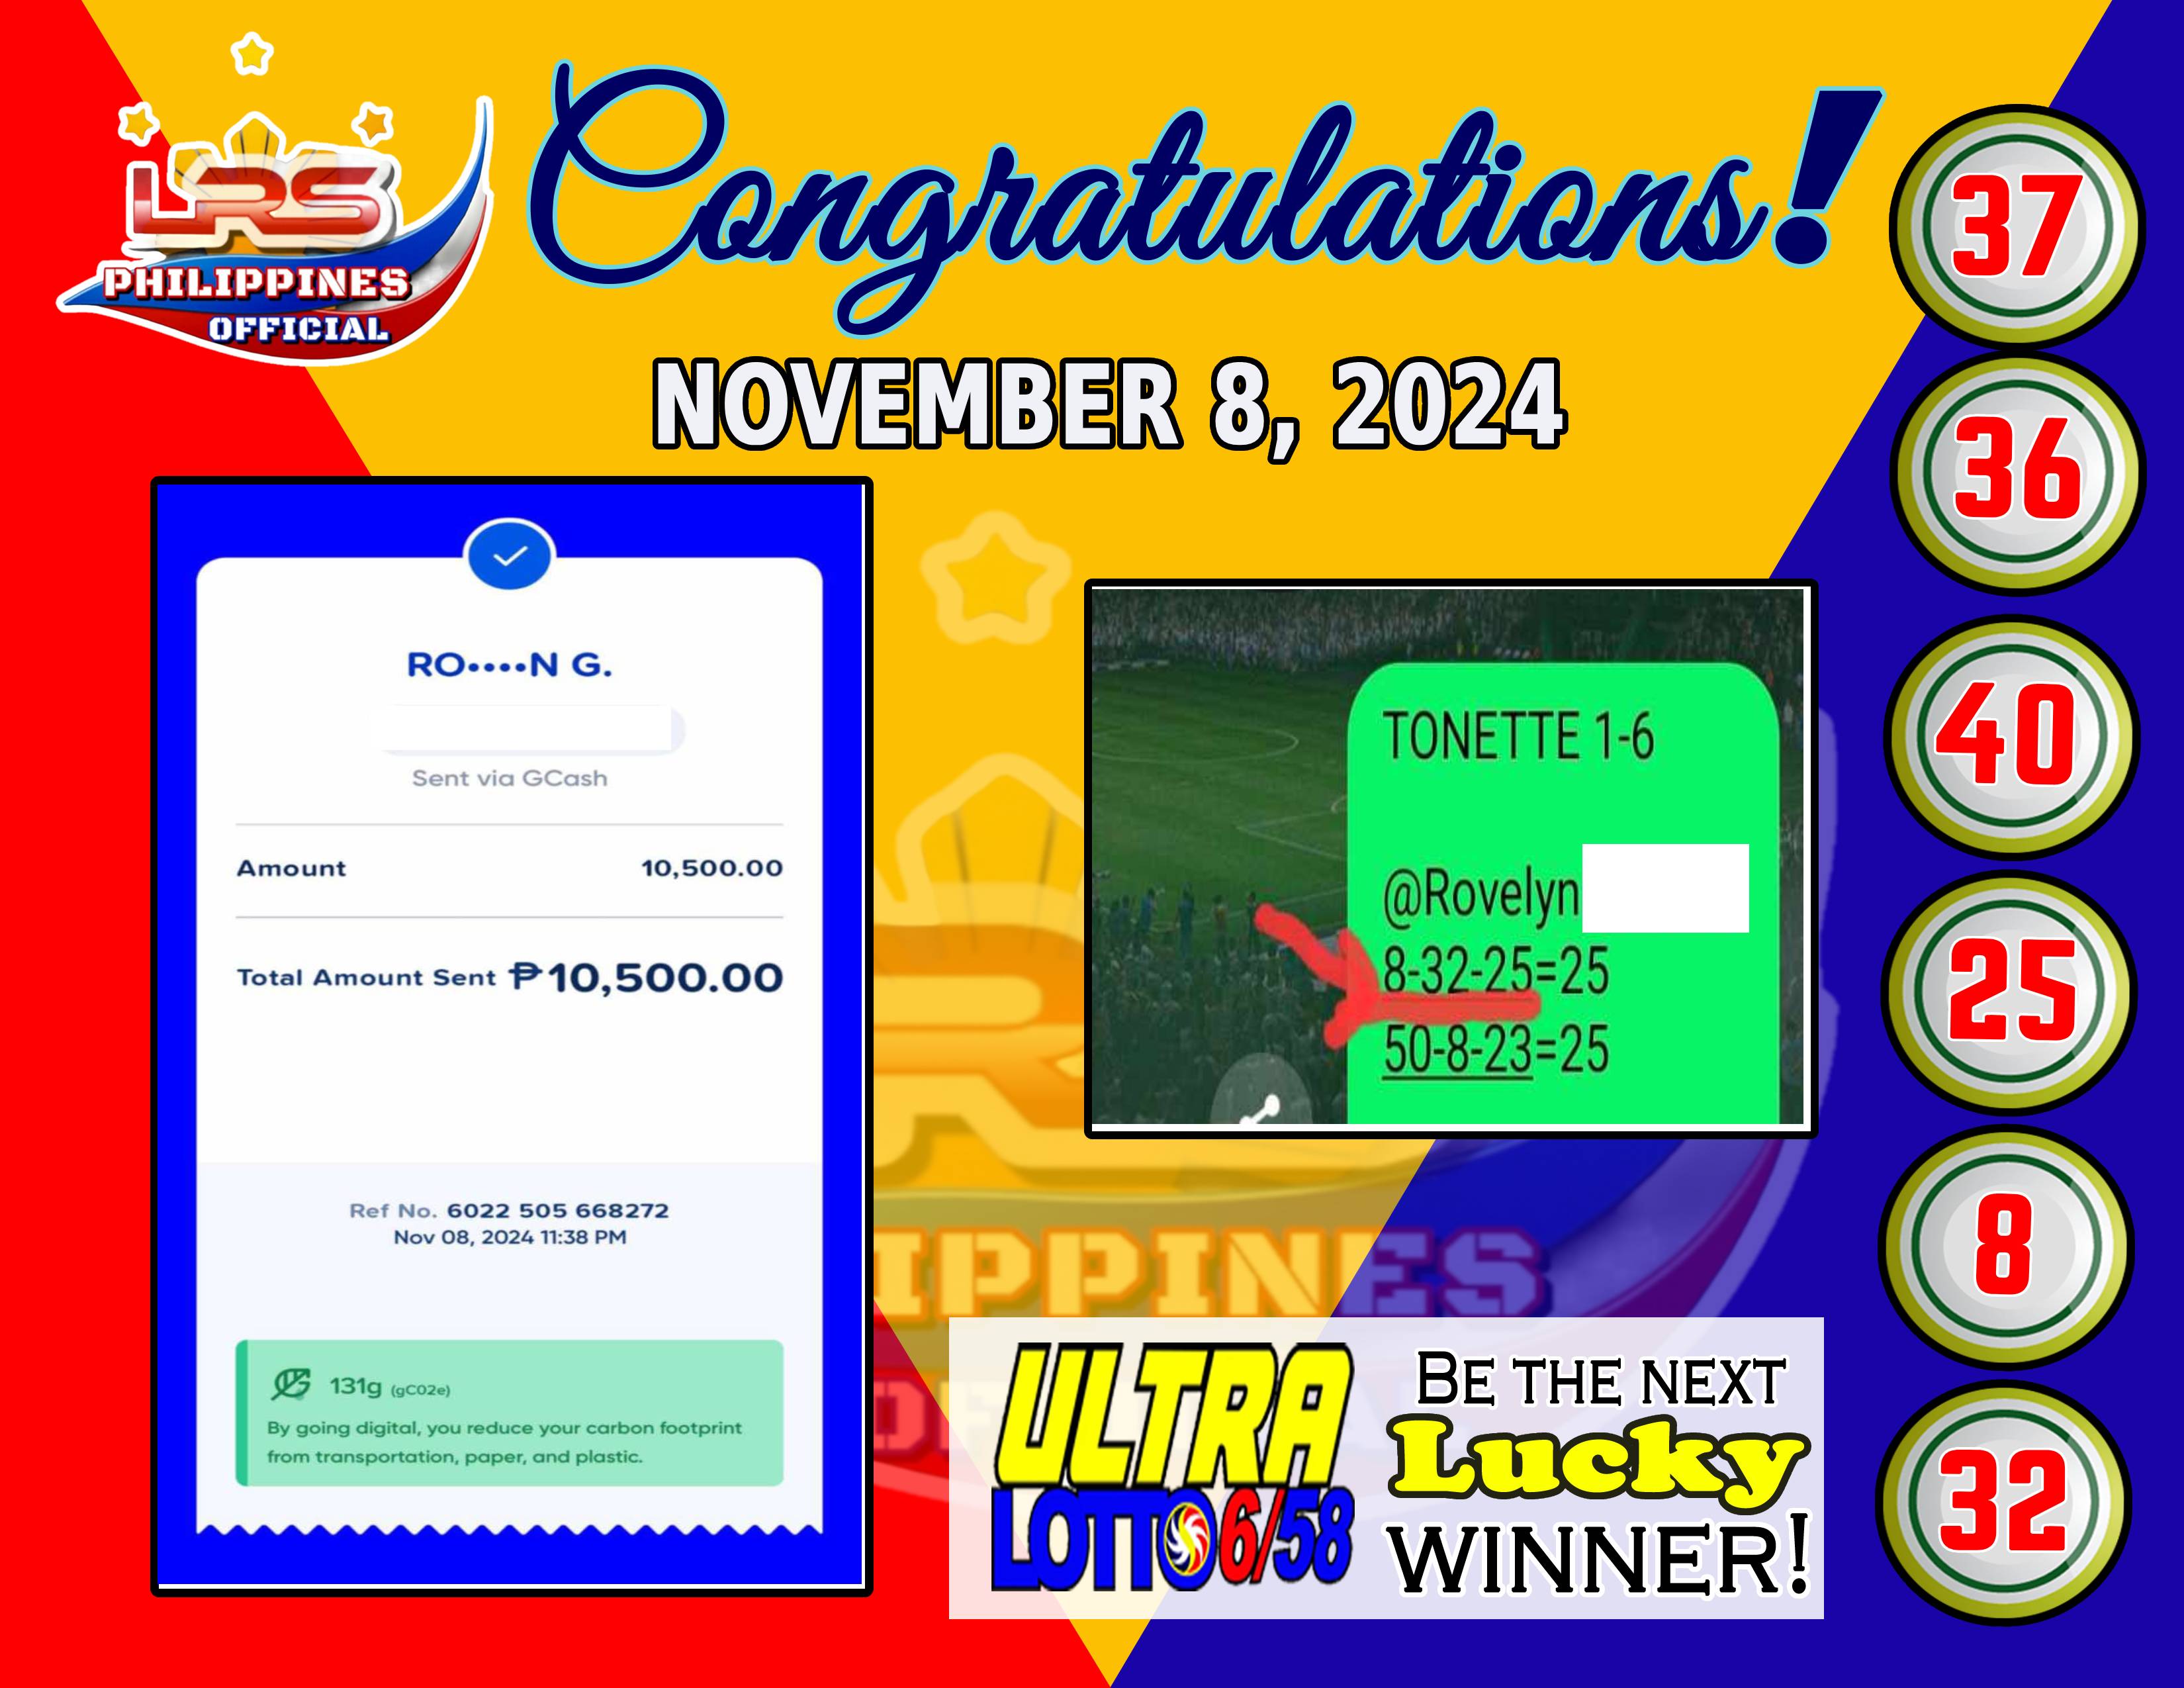 LRS
PHILIPPINES
OFFICIAL
Congratulations!
NOVEMBER 8, 2024
RO••••N G.
Sent via GCash
Amount 10,500.00
Total Amount Sent ₱10,500.00
Ref No. 6022 505 668272
Nov 08, 2024 11:38 PM
131g (gCO2e)
By going digital, you reduce your carbon footprint
from transportation, paper, and plastic.
TONETTE 1-6
@Rovelyn
8-32-25=25
50-8-23=25
ULTRA
LOTTO 6/58
BE THE NEXT
Lucky
WINNER!
37
36
40
25
8
32